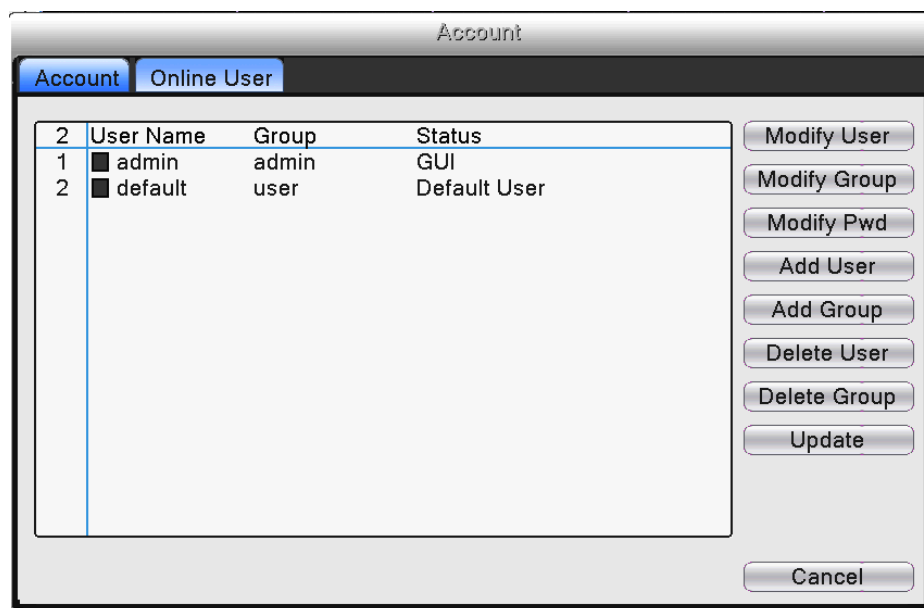 Account
Account Online User
2 User Name Group Status
1 admin admin GUI
2 default user Default User
Modify User
Modify Group
Modify Pwd
Add User
Add Group
Delete User
Delete Group
Update
Cancel